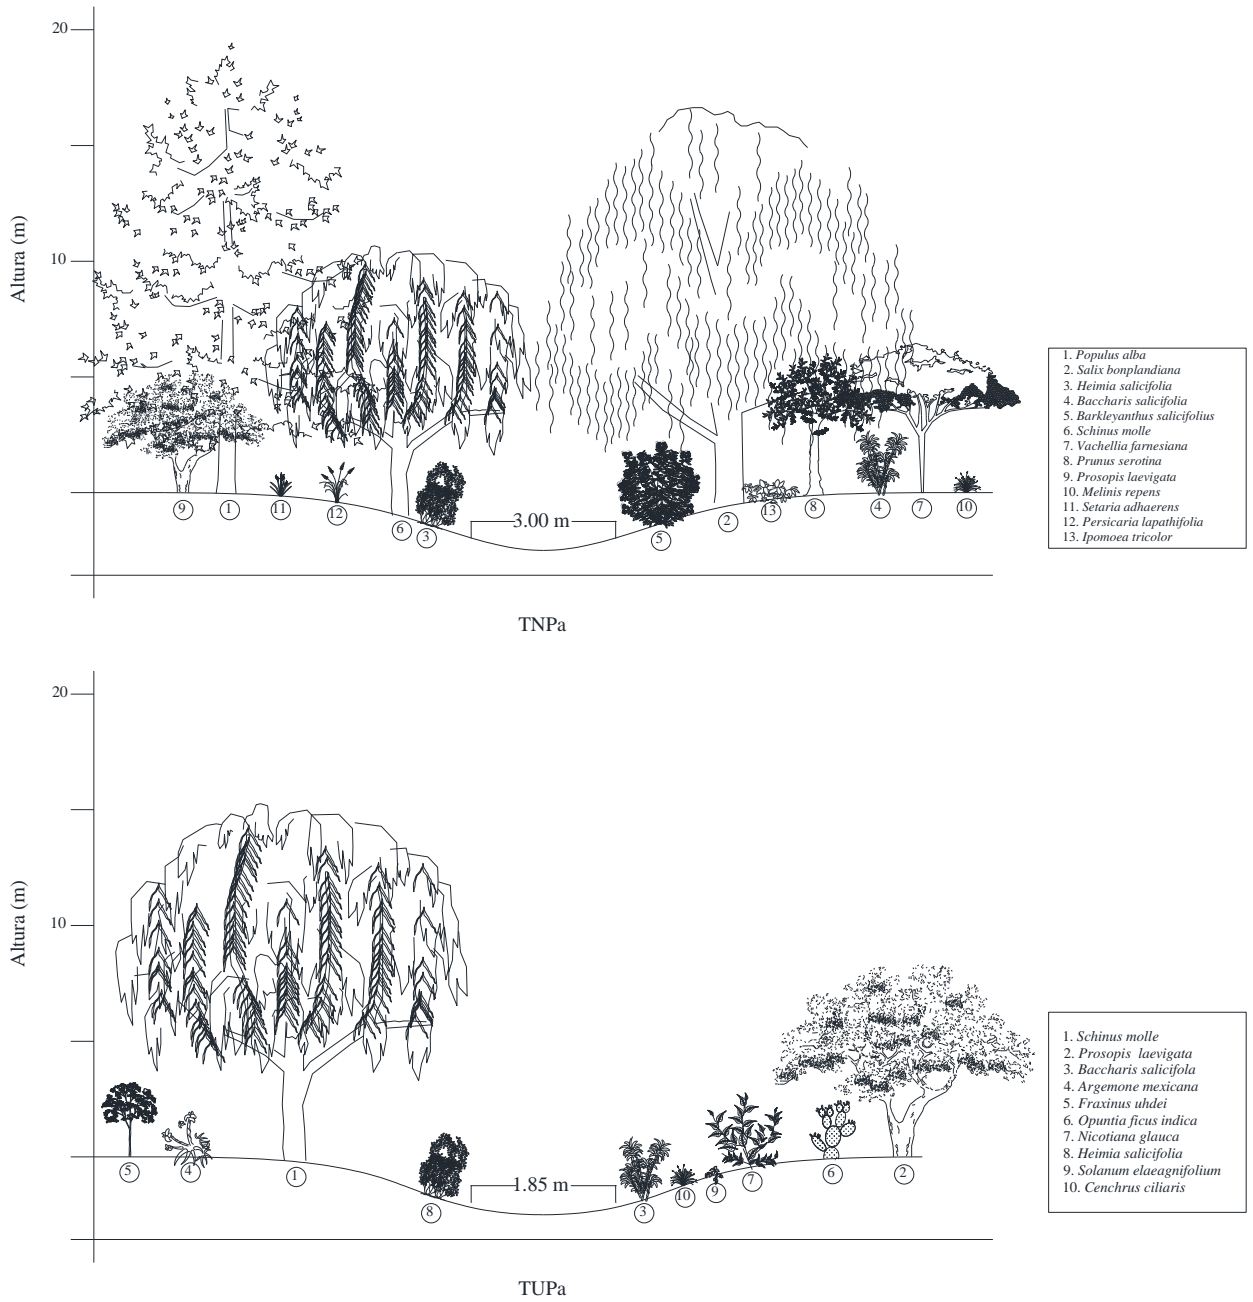 20
10
Altura (m)
1. Populus alba
2. Salix bonplandiana
3. Heimia salicifolia
4. Baccharis salicifolia
5. Barkleyanthus salicifolius
6. Schinus molle
7. Vachellia farnesiana
8. Prunus serotina
9. Prosopis laevigata
10. Melinis repens
11. Setaria adhaerens
12. Persicaria lapathifolia
13. Ipomoea tricolor
3.00 m
9 1 11 12 6 3 5 2 13 8 4 7 10
TNPa
20
10
Altura (m)
1. Schinus molle
2. Prosopis laevigata
3. Baccharis salicifola
4. Argemone mexicana
5. Fraxinus uhdei
6. Opuntia ficus indica
7. Nicotiana glauca
8. Heimia salicifolia
9. Solanum elaeagnifolium
10. Cenchrus ciliaris
1.85 m
5 4 1 8 3 10 9 7 6 2
TUPa